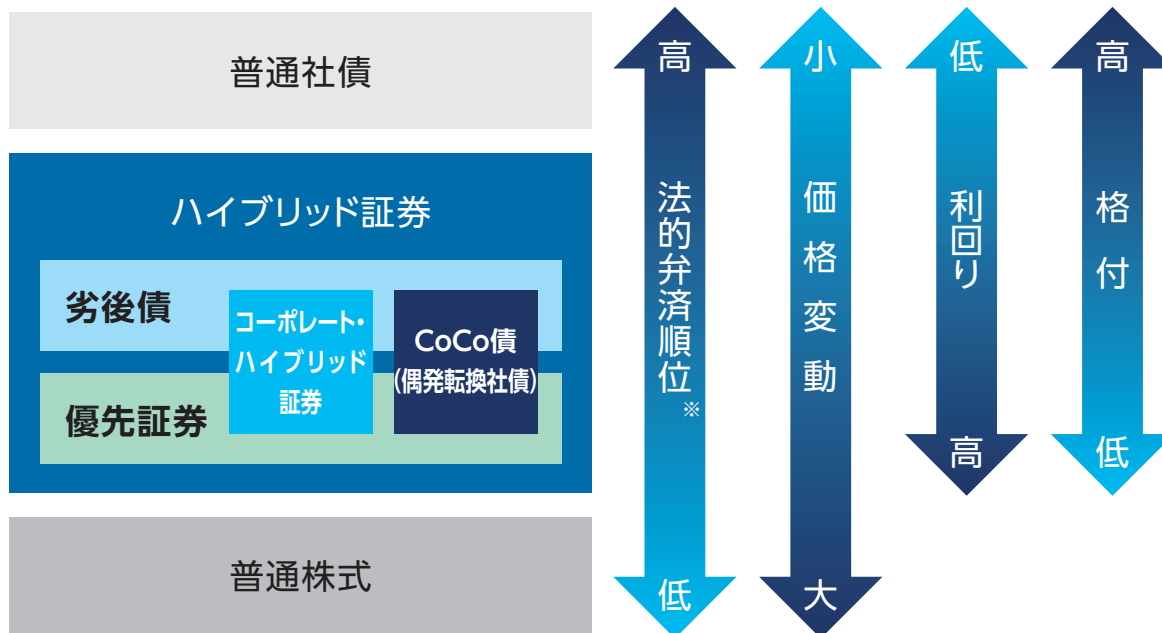 普通社債
ハイブリッド証券
劣後債
優先証券
コーポレート・
ハイブリッド
証券
CoCo債
(偶発転換社債)
普通株式
高
法的弁済順位※
低
小
価格変動
大
低
利回り
高
高
格付
低